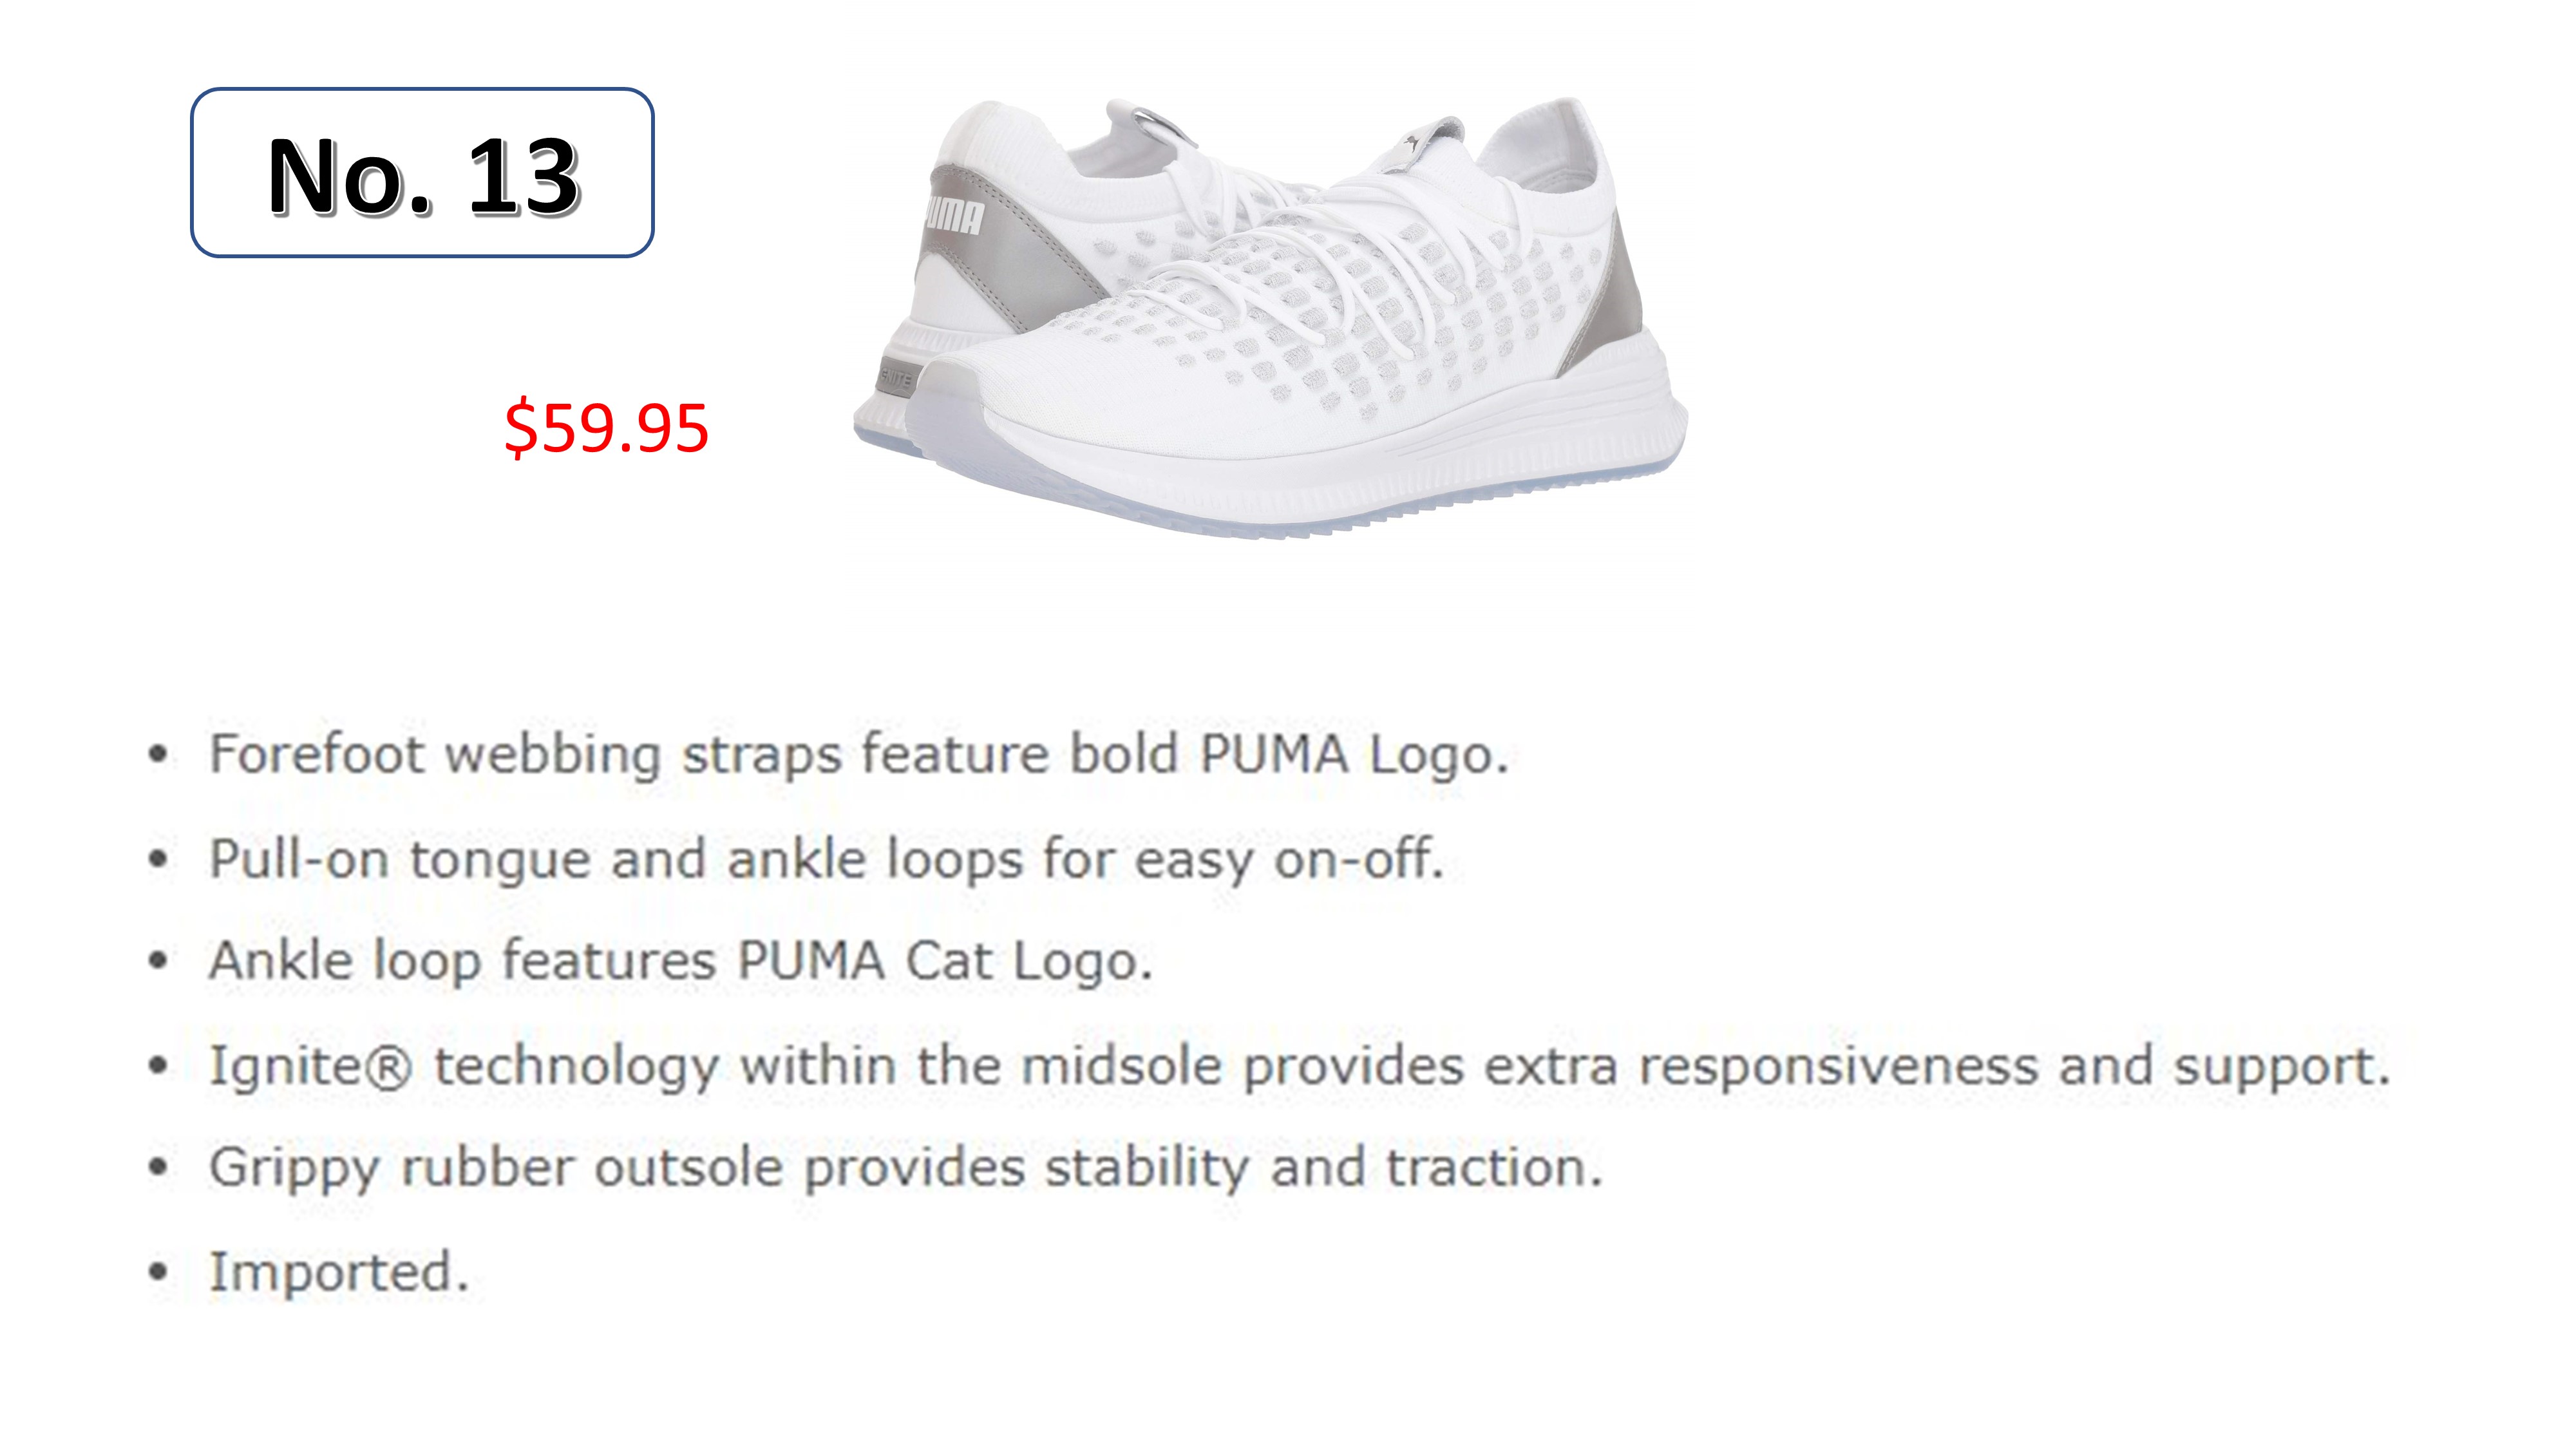 No. 13
PUMA
$59.95
• Forefoot webbing straps feature bold PUMA Logo.
• Pull-on tongue and ankle loops for easy on-off.
• Ankle loop features PUMA Cat Logo.
• Ignite® technology within the midsole provides extra responsiveness and support.
• Grippy rubber outsole provides stability and traction.
• Imported.